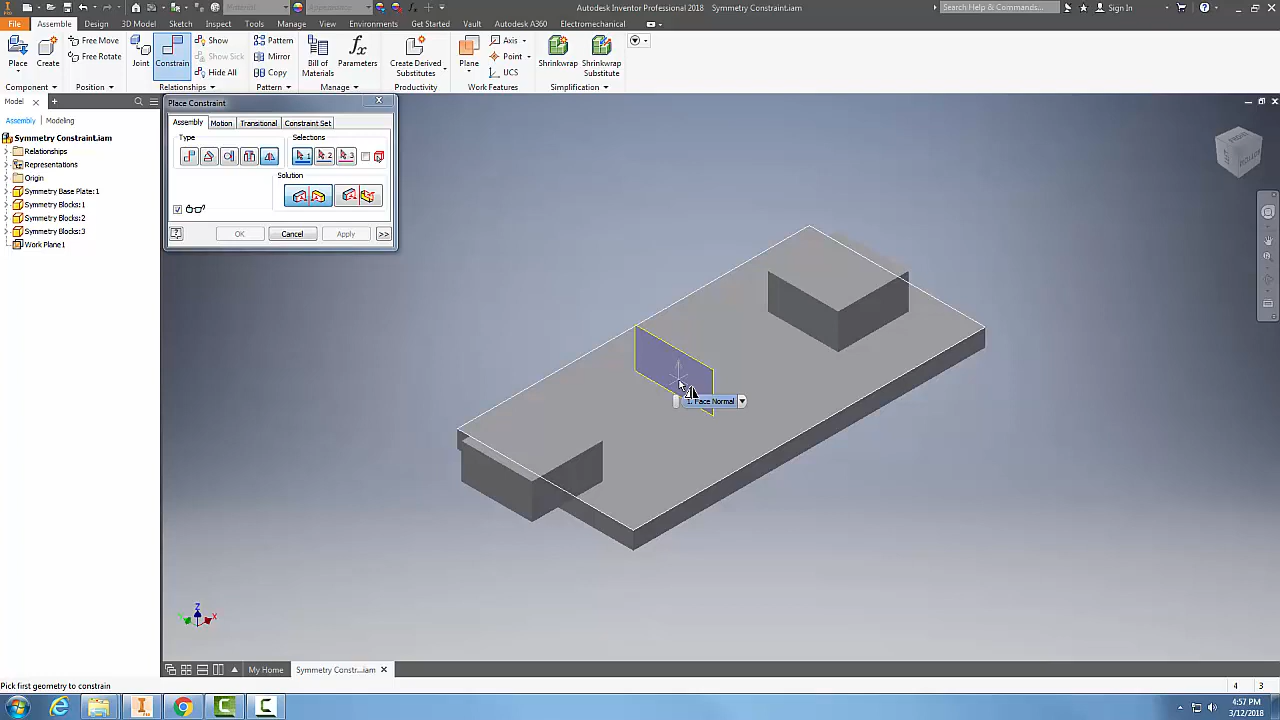 Material
Appearance
Autodesk Inventor Professional 2018 Symmetry Constraint.iam
Search Help & Commands...
Sign In
File
Assemble
Design
3D Model
Sketch
Inspect
Tools
Manage
View
Environments
Get Started
Vault
Autodesk A360
Electromechanical
Place
Create
Free Move
Free Rotate
Joint
Constrain
Show
Show Sick
Hide All
Pattern
Mirror
Copy
Bill of Materials
Parameters
Create Derived Substitutes
Plane
Axis
Point
UCS
Shrinkwrap
Shrinkwrap Substitute
Component
Position
Relationships
Pattern
Manage
Productivity
Work Features
Simplification
Model
Assembly
Modeling
Symmetry Constraint.iam
Relationships
Representations
Origin
Symmetry Base Plate:1
Symmetry Blocks:1
Symmetry Blocks:2
Symmetry Blocks:3
Work Plane1
Place Constraint
Assembly
Motion
Transitional
Constraint Set
Type
Selections
1
2
3
Solution
OK
Cancel
Apply
>>
1. Face Normal
FRONT
Z
X
My Home
Symmetry Constr...iam
Pick first geometry to constrain
4
3
4:57 PM
3/12/2018